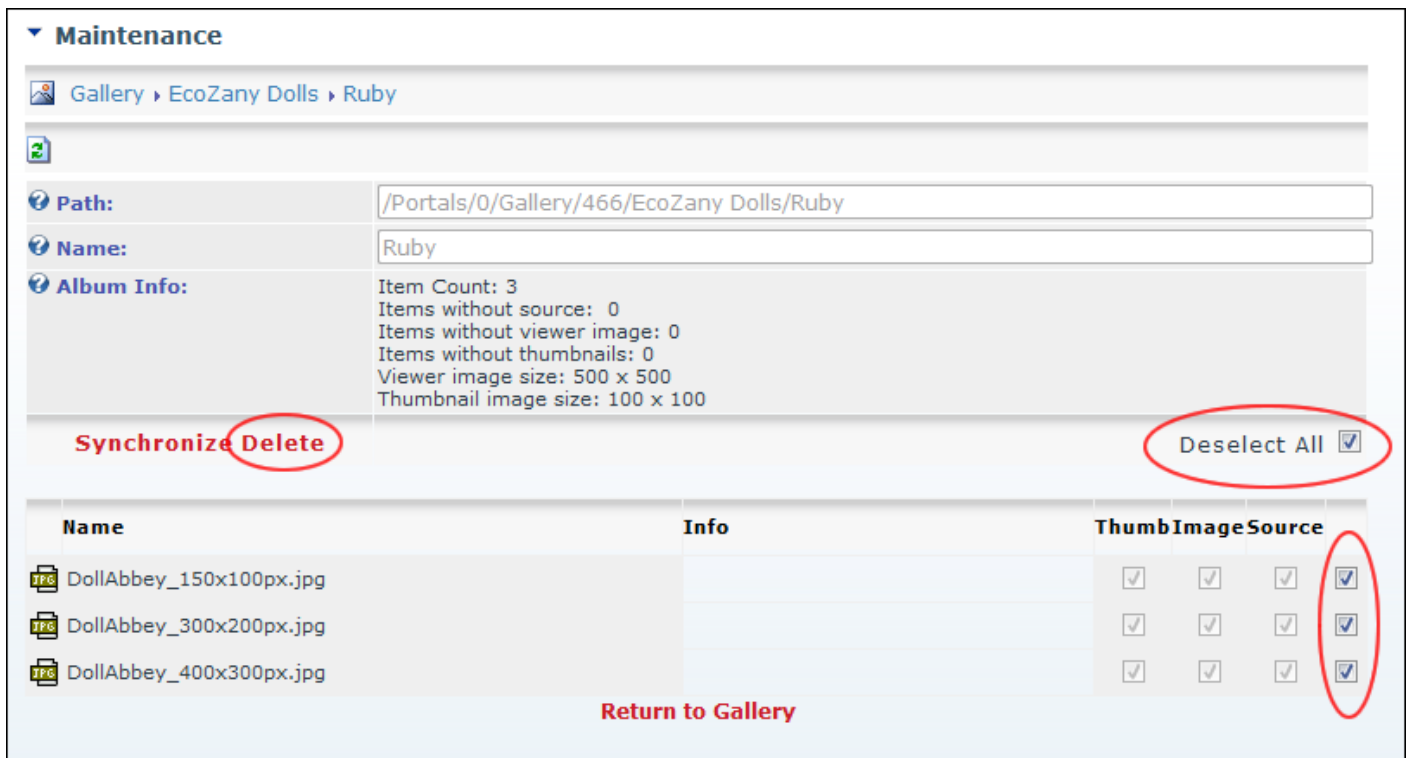 Maintenance
Gallery EcoZany Dolls Ruby
Path: /Portals/0/Gallery/466/EcoZany Dolls/Ruby
Name: Ruby
Album Info: Item Count: 3
Items without source: 0
Items without viewer image: 0
Items without thumbnails: 0
Viewer image size: 500 x 500
Thumbnail image size: 100 x 100
Synchronize Delete Deselect All
Name Info Thumb Image Source
JPG DollAbbey_150x100px.jpg
JPG DollAbbey_300x200px.jpg
JPG DollAbbey_400x300px.jpg
Return to Gallery